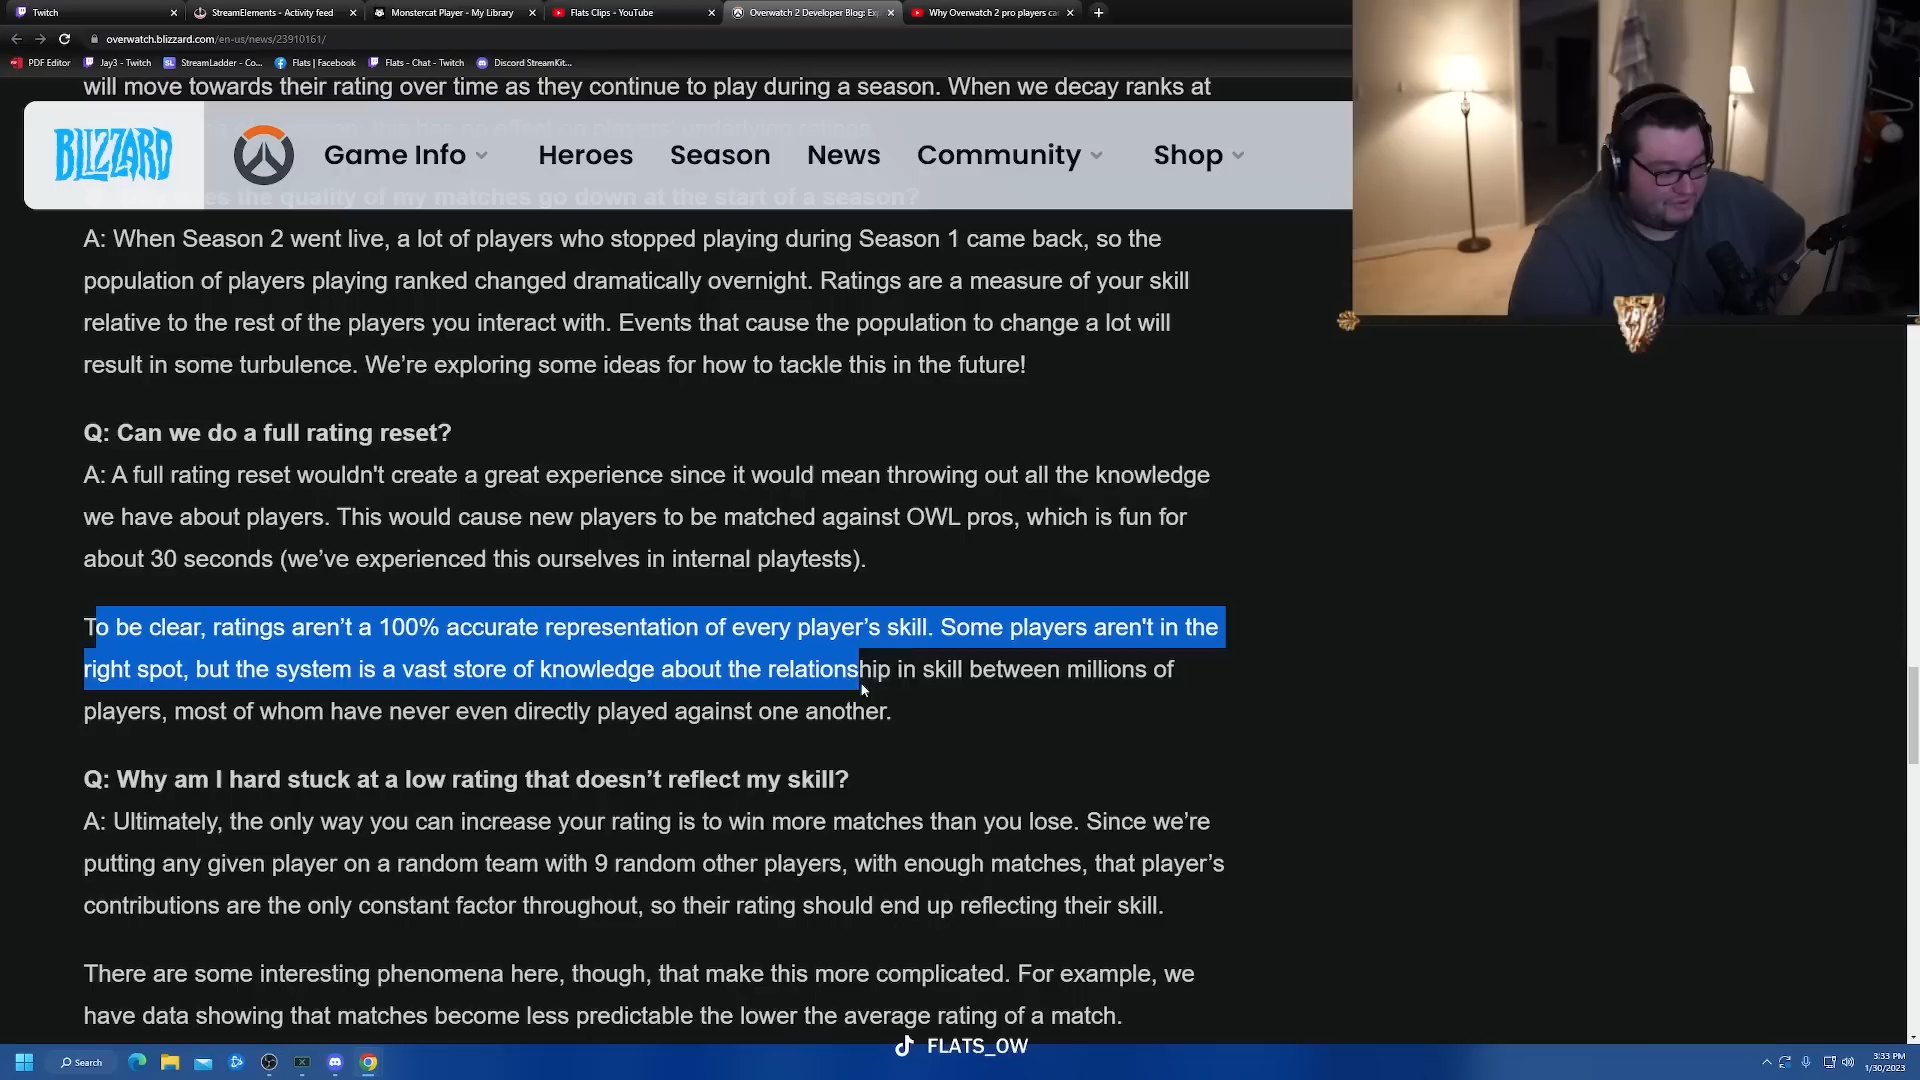 Twitch
StreamElements - Activity feed
Monstercat Player - My Library
Flats Clips - YouTube
Overwatch 2 Developer Blog: Exp
Why Overwatch 2 pro players ca
overwatch.blizzard.com/en-us/news/23910161/
PDF Editor
Jay3 - Twitch
StreamLadder - Co...
Flats | Facebook
Flats - Chat - Twitch
Discord StreamKit...
will move towards their rating over time as they continue to play during a season. When we decay ranks at
BLIZZARD
Game Info
Heroes
Season
News
Community
Shop
the quality of my matches go down at the start of a season?
A: When Season 2 went live, a lot of players who stopped playing during Season 1 came back, so the
population of players playing ranked changed dramatically overnight. Ratings are a measure of your skill
relative to the rest of the players you interact with. Events that cause the population to change a lot will
result in some turbulence. We’re exploring some ideas for how to tackle this in the future!
Q: Can we do a full rating reset?
A: A full rating reset wouldn't create a great experience since it would mean throwing out all the knowledge
we have about players. This would cause new players to be matched against OWL pros, which is fun for
about 30 seconds (we’ve experienced this ourselves in internal playtests).
To be clear, ratings aren’t a 100% accurate representation of every player’s skill. Some players aren't in the
right spot, but the system is a vast store of knowledge about the relationship in skill between millions of
players, most of whom have never even directly played against one another.
Q: Why am I hard stuck at a low rating that doesn’t reflect my skill?
A: Ultimately, the only way you can increase your rating is to win more matches than you lose. Since we’re
putting any given player on a random team with 9 random other players, with enough matches, that player’s
contributions are the only constant factor throughout, so their rating should end up reflecting their skill.
There are some interesting phenomena here, though, that make this more complicated. For example, we
have data showing that matches become less predictable the lower the average rating of a match.
FLATS_OW
Search
3:33 PM
1/30/2023